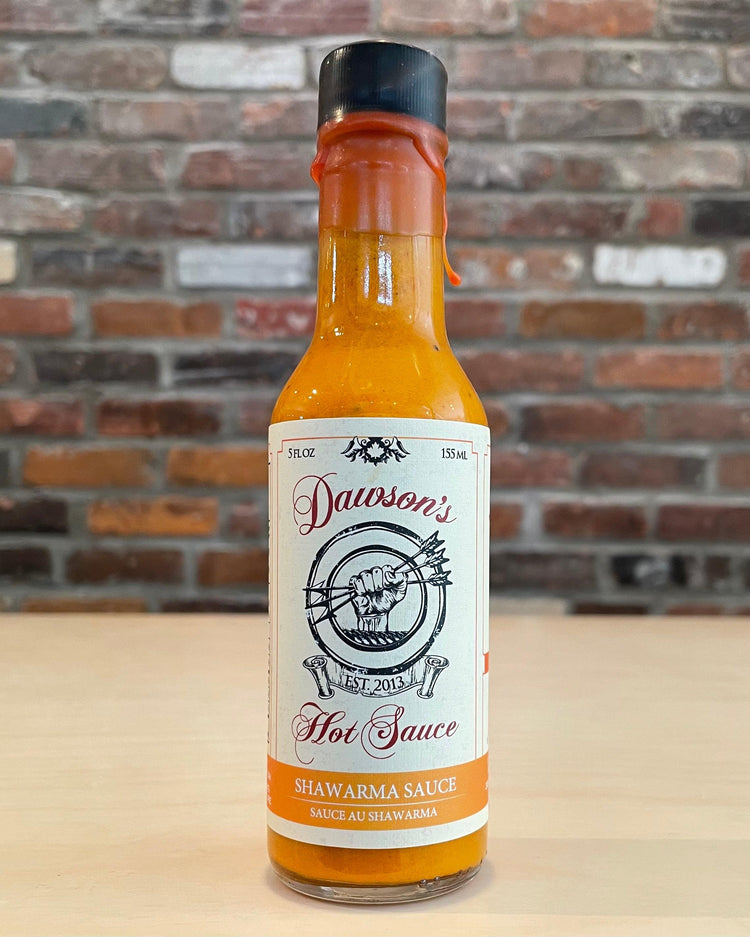 5 FL OZ
155 ML
Dawson's
EST. 2013
Hot Sauce
SHAWARMA SAUCE
SAUCE AU SHAWARMA